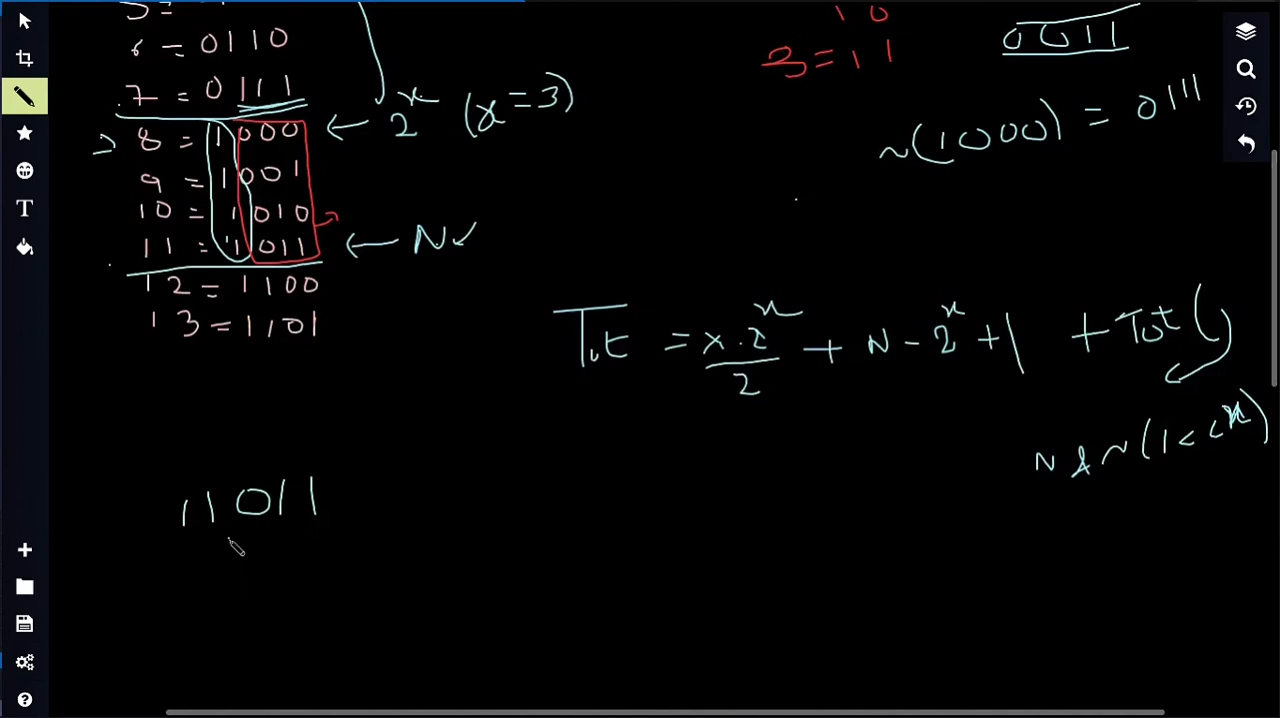 6 = 0110
7 = 0111
8 = 1000 ← 2^x (x=3)
9 = 1001
10 = 1010
11 = 1011 ← N ✓
12 = 1100
13 = 1101
10
3 = 11
0011
~(1000) = 0111
Tot = x.2^x/2 + N - 2^x + 1 + Tot()
N & ~(1<<x)
11011
T